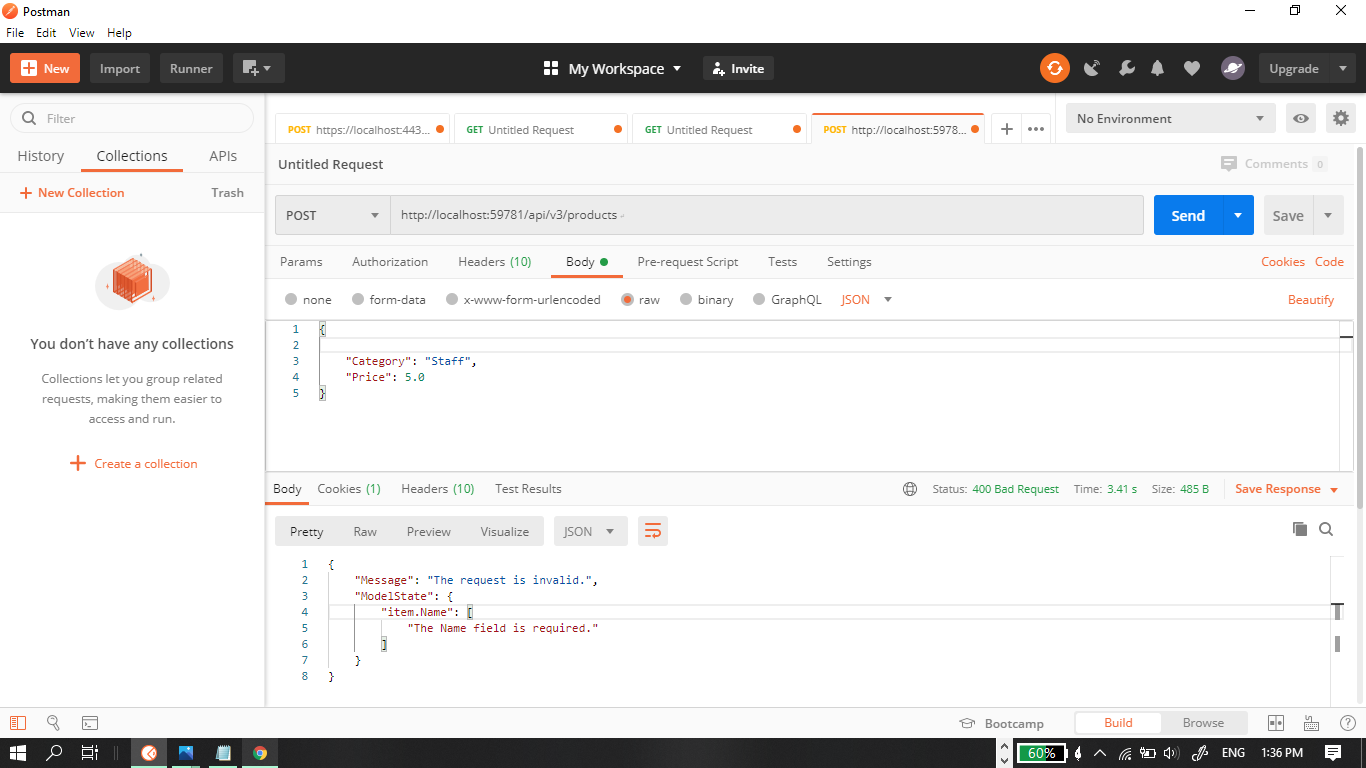 Postman
File Edit View Help
New Import Runner My Workspace Invite Upgrade
Filter
History Collections APIs
New Collection Trash
You don't have any collections
Collections let you group related
requests, making them easier to
access and run.
Create a collection
POST https://localhost:443... GET Untitled Request GET Untitled Request POST http://localhost:5978... No Environment
Untitled Request Comments 0
POST http://localhost:59781/api/v3/products Send Save
Params Authorization Headers (10) Body Pre-request Script Tests Settings Cookies Code
none form-data x-www-form-urlencoded raw binary GraphQL JSON Beautify
1 {
2
3 "Category": "Staff",
4 "Price": 5.0
5 }
Body Cookies (1) Headers (10) Test Results Status: 400 Bad Request Time: 3.41 s Size: 485 B Save Response
Pretty Raw Preview Visualize JSON
1 {
2 "Message": "The request is invalid.",
3 "ModelState": {
4 "item.Name": [
5 "The Name field is required."
6 ]
7 }
8 }
Bootcamp Build Browse
60% ENG 1:36 PM